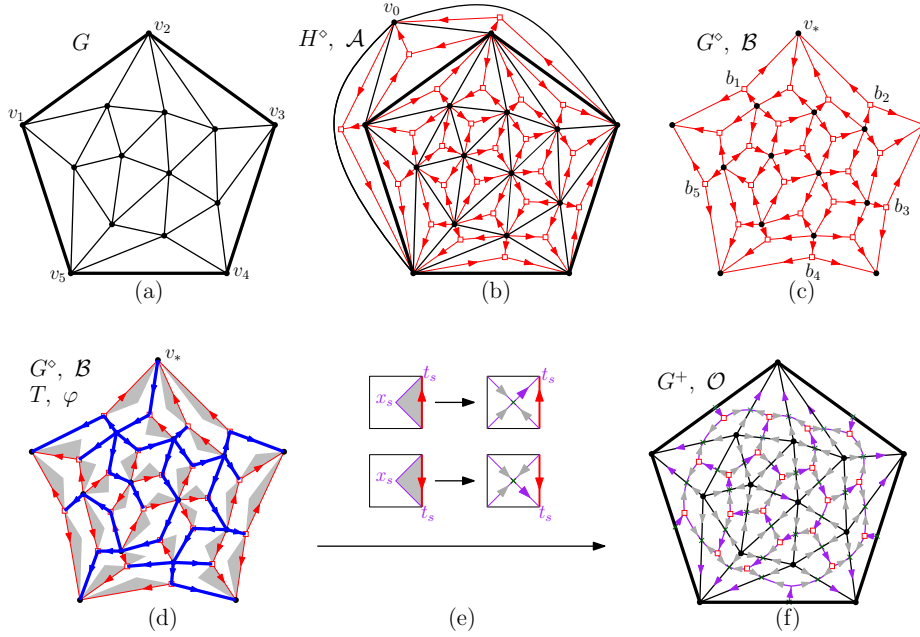 G
v₂
v₁
v₃
v₅
v₄
(a)
v₀
H⋄, 𝒜
(b)
G⋄, ℬ
v*
b₁
b₂
b₅
b₃
b₄
(c)
G⋄, ℬ
T, φ
v*
(d)
tₛ
tₛ
xₛ
xₛ
tₛ
tₛ
(e)
G⁺, 𝒪
(f)